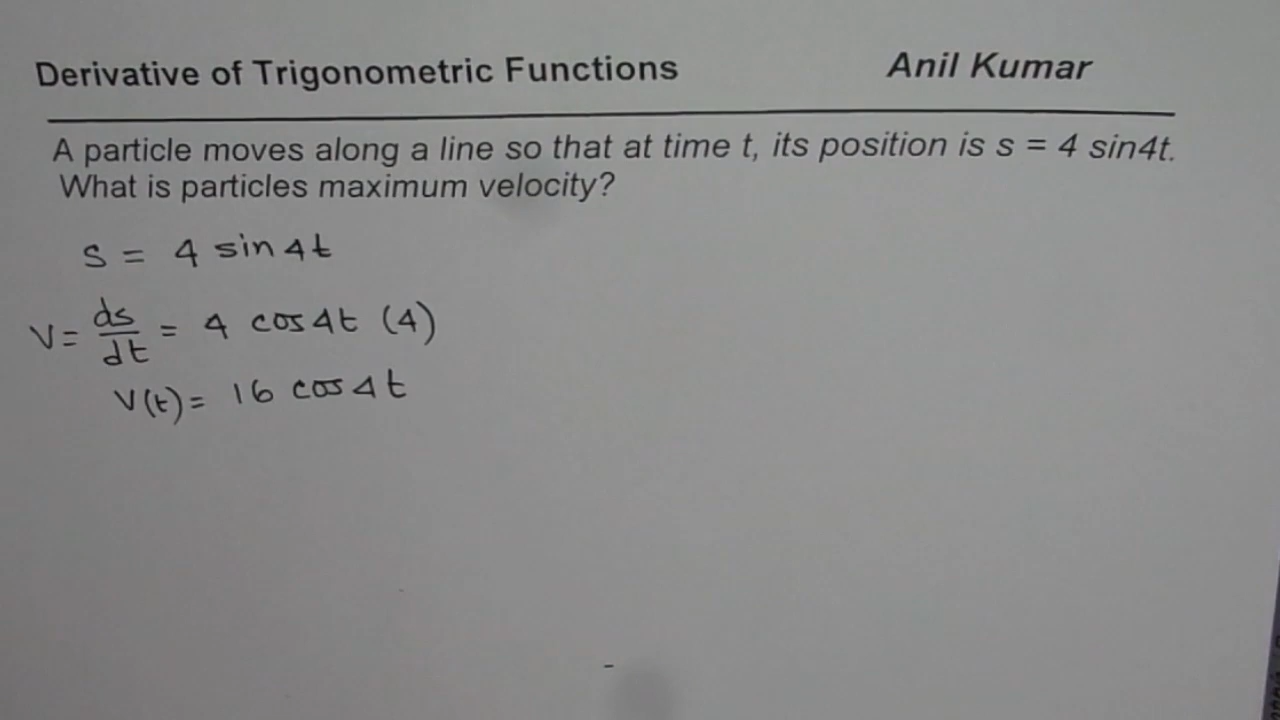 Derivative of Trigonometric Functions Anil Kumar
A particle moves along a line so that at time t, its position is s = 4 sin4t.
What is particles maximum velocity?
s = 4 sin 4t
v = ds/dt = 4 cos 4t (4)
v(t) = 16 cos 4t